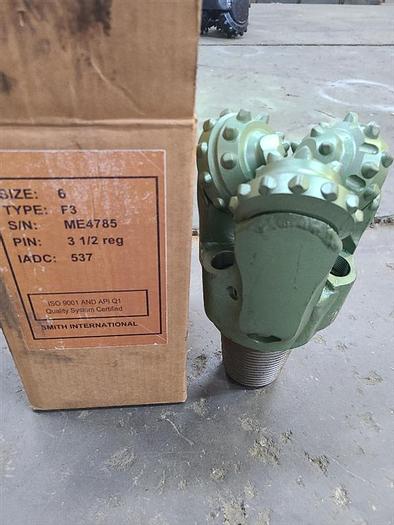 SIZE: 6
TYPE: F3
S/N: ME4785
PIN: 3 1/2 reg
IADC: 537
ISO 9001 AND API Q1
Quality System Certified
SMITH INTERNATIONAL